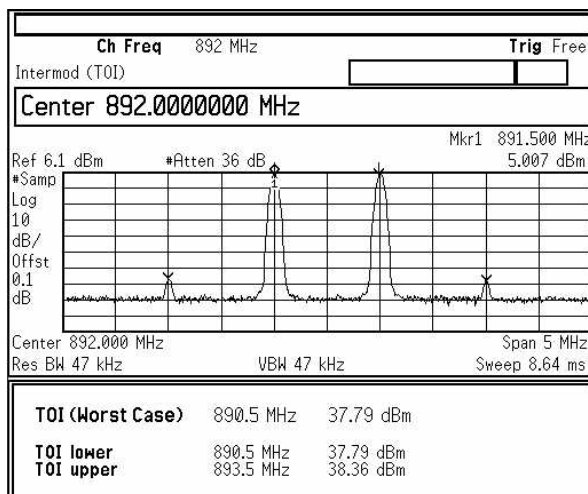 Ch Freq 892 MHz Trig Free
Intermod (TOI)
Center 892.0000000 MHz
Mkr1 891.500 MHz
Ref 6.1 dBm #Atten 36 dB 5.007 dBm
#Samp
Log
10
dB/
Offst
0.1
dB
1
Center 892.000 MHz Span 5 MHz
Res BW 47 kHz VBW 47 kHz Sweep 8.64 ms
TOI (Worst Case) 890.5 MHz 37.79 dBm
TOI lower 890.5 MHz 37.79 dBm
TOI upper 893.5 MHz 38.36 dBm